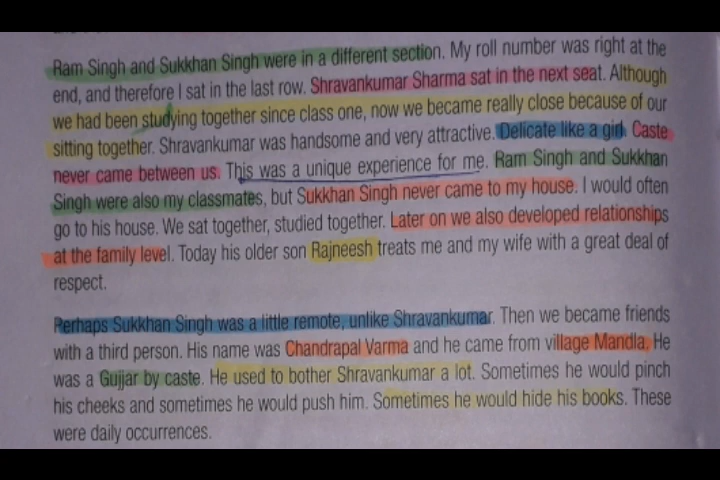 Ram Singh and Sukkhan Singh were in a different section. My roll number was right at the
end, and therefore I sat in the last row. Shravankumar Sharma sat in the next seat. Although
we had been studying together since class one, now we became really close because of our
sitting together. Shravankumar was handsome and very attractive. Delicate like a girl. Caste
never came between us. This was a unique experience for me. Ram Singh and Sukkhan
Singh were also my classmates, but Sukkhan Singh never came to my house. I would often
go to his house. We sat together, studied together. Later on we also developed relationships
at the family level. Today his older son Rajneesh treats me and my wife with a great deal of
respect.
Perhaps Sukkhan Singh was a little remote, unlike Shravankumar. Then we became friends
with a third person. His name was Chandrapal Varma and he came from village Mandla. He
was a Gujjar by caste. He used to bother Shravankumar a lot. Sometimes he would pinch
his cheeks and sometimes he would push him. Sometimes he would hide his books. These
were daily occurrences.